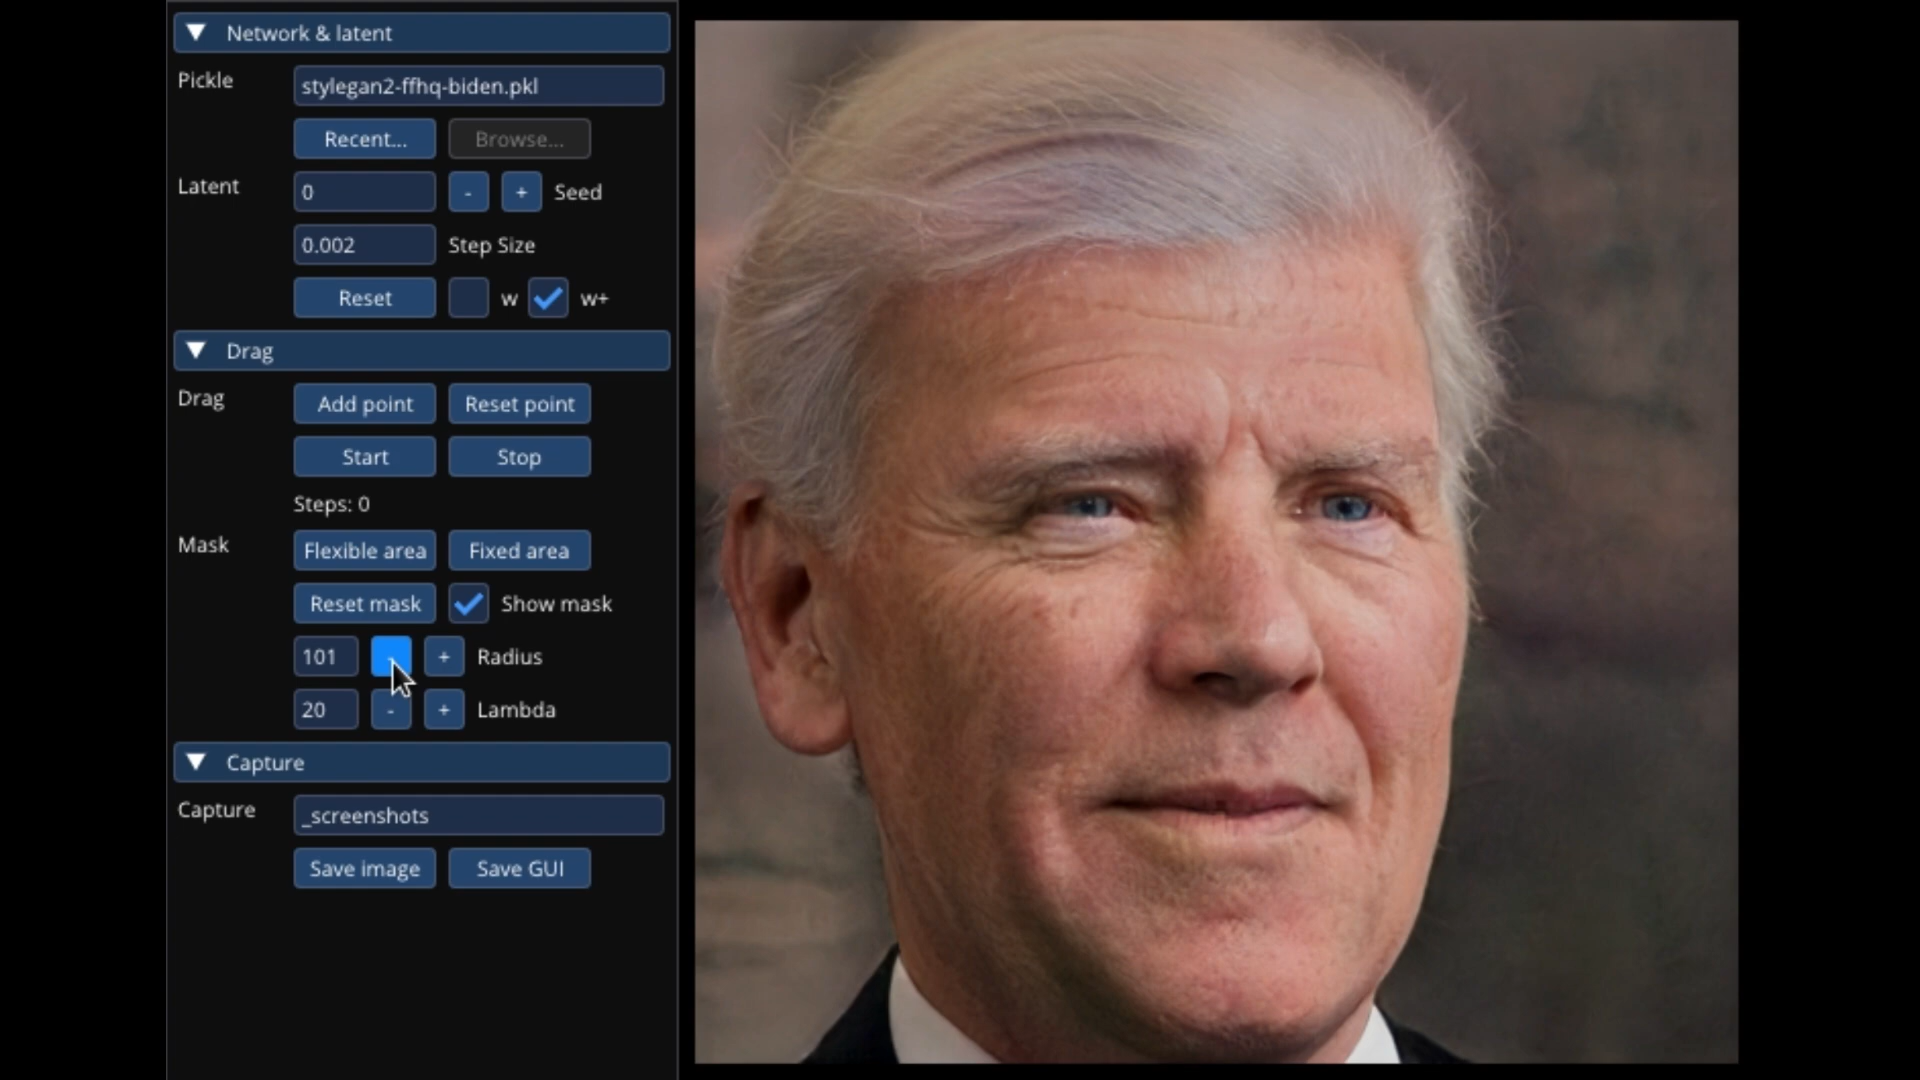 Network & latent
Pickle stylegan2-ffhq-biden.pkl
Recent... Browse...
Latent 0 - + Seed
0.002 Step Size
Reset w w+
Drag
Drag Add point Reset point
Start Stop
Steps: 0
Mask Flexible area Fixed area
Reset mask Show mask
101 - + Radius
20 - + Lambda
Capture
Capture _screenshots
Save image Save GUI